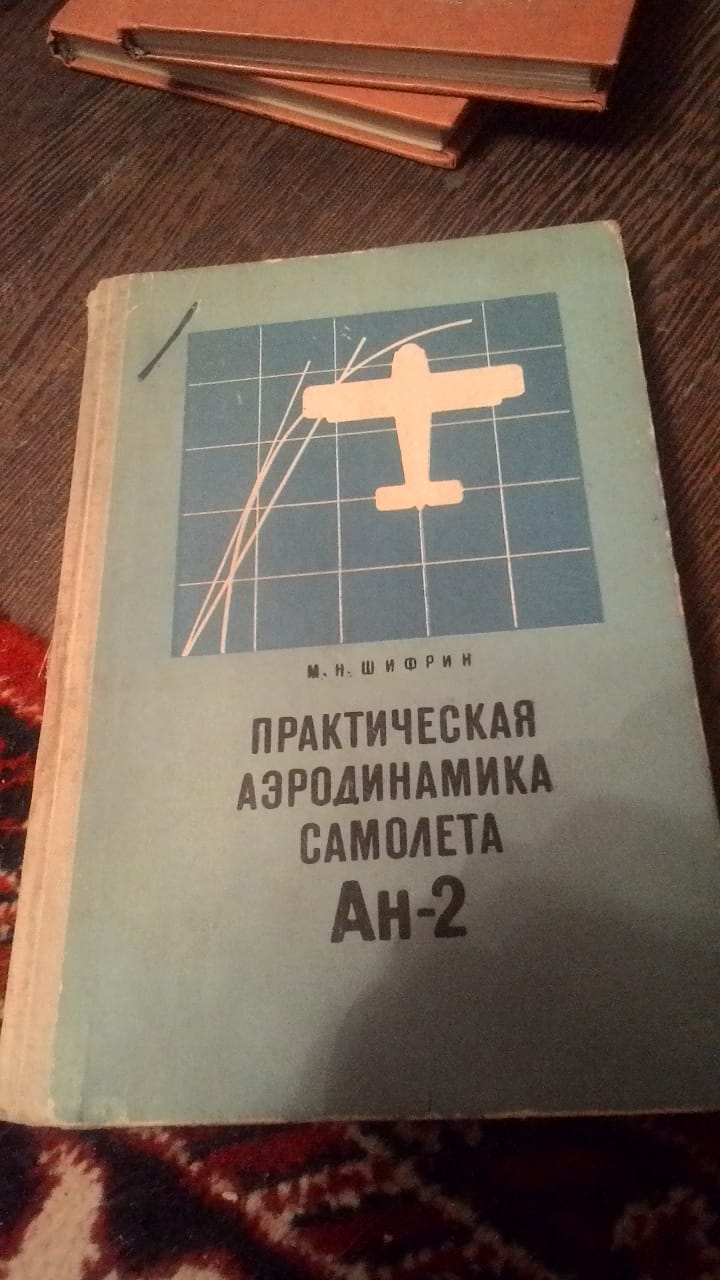 М. Н. ШИФРИН
ПРАКТИЧЕСКАЯ
АЭРОДИНАМИКА
САМОЛЕТА
Ан-2